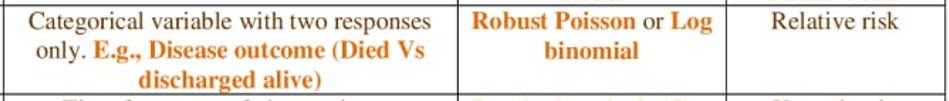 Categorical variable with two responses
only. E.g., Disease outcome (Died Vs
discharged alive)
Robust Poisson or Log
binomial
Relative risk